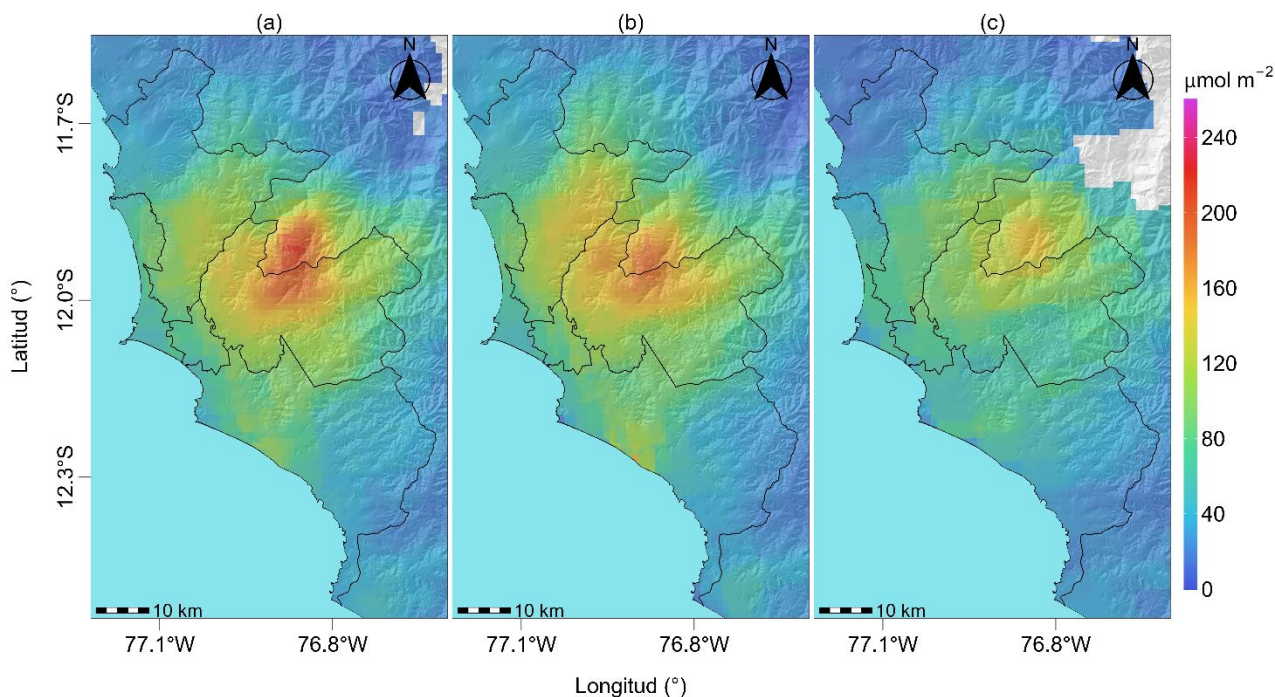 (a) (b) (c)
N N N
μmol m⁻²
11.7°S
240
200
Latitud (°)
12.0°S
160
120
80
12.3°S
40
0
10 km 10 km 10 km
77.1°W 76.8°W 77.1°W 76.8°W 77.1°W 76.8°W
Longitud (°)